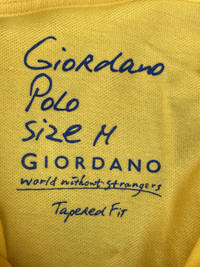 Giordano
Polo
Size M
GIORDANO
world without strangers
Tapered Fit